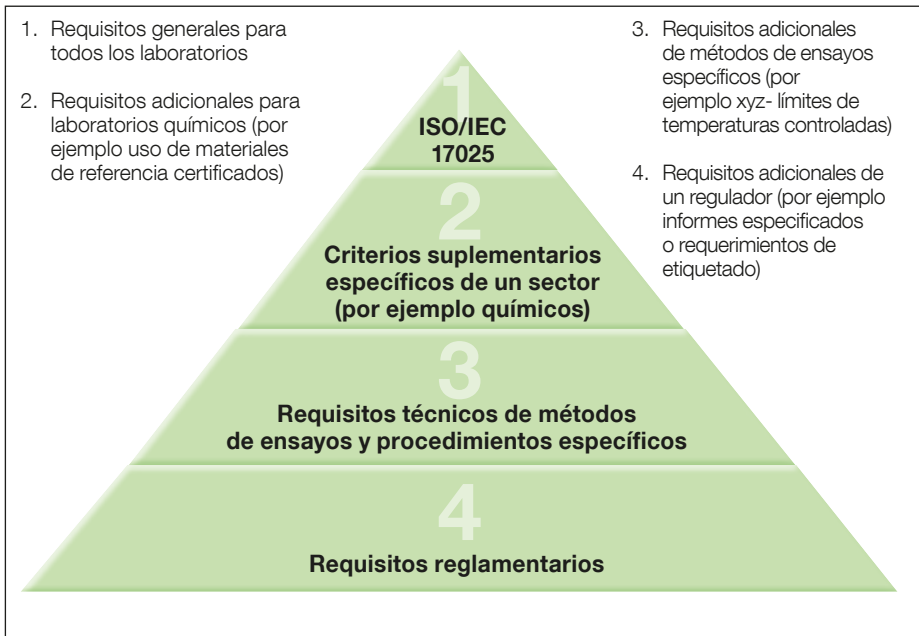 1. Requisitos generales para
todos los laboratorios
2. Requisitos adicionales para
laboratorios químicos (por
ejemplo uso de materiales
de referencia certificados)
3. Requisitos adicionales
de métodos de ensayos
específicos (por
ejemplo xyz- límites de
temperaturas controladas)
4. Requisitos adicionales de
un regulador (por ejemplo
informes especificados
o requerimientos de
etiquetado)
1
ISO/IEC
17025
2
Criterios suplementarios
específicos de un sector
(por ejemplo químicos)
3
Requisitos técnicos de métodos
de ensayos y procedimientos específicos
4
Requisitos reglamentarios